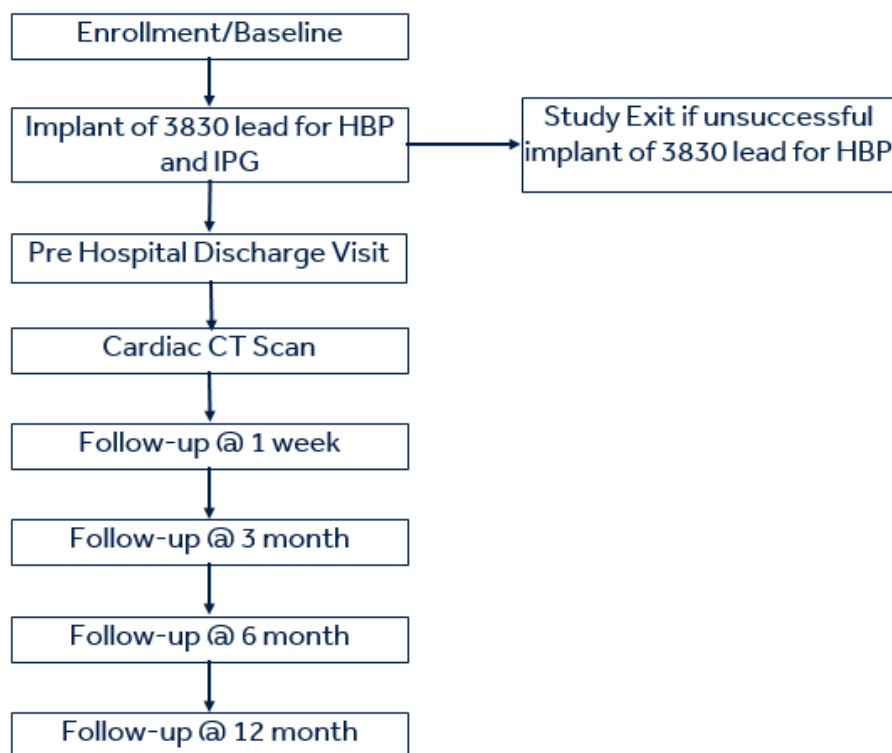 Enrollment/Baseline
Implant of 3830 lead for HBP
and IPG
Study Exit if unsuccessful
implant of 3830 lead for HBP
Pre Hospital Discharge Visit
Cardiac CT Scan
Follow-up @ 1 week
Follow-up @ 3 month
Follow-up @ 6 month
Follow-up @ 12 month